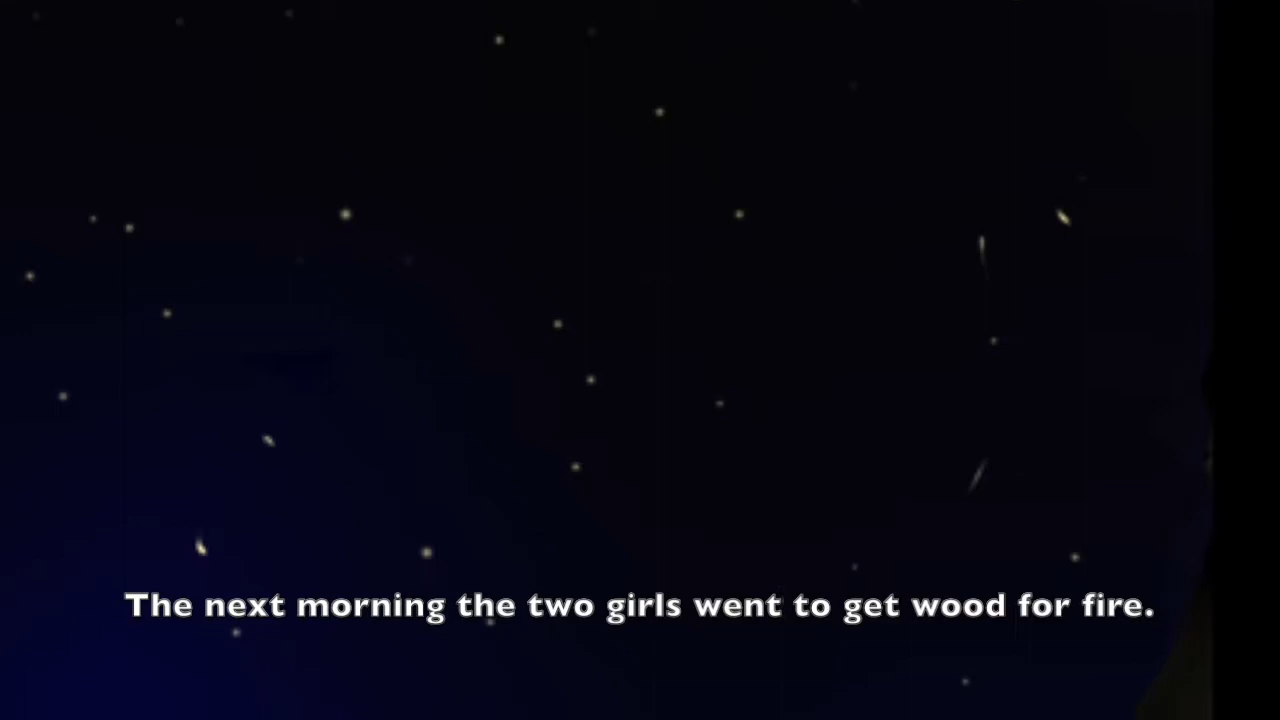 The next morning the two girls went to get wood for fire.